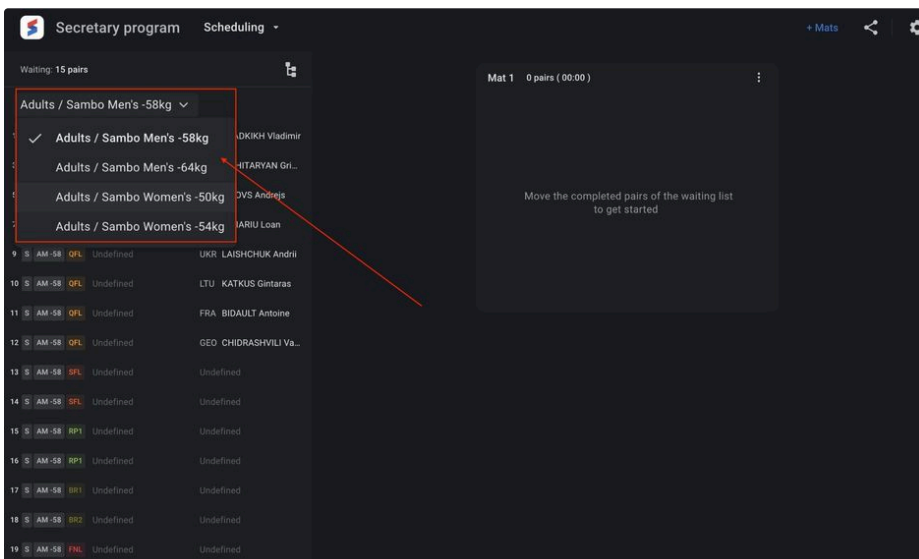 Secretary program Scheduling + Mats
Waiting: 15 pairs
Mat 1 0 pairs ( 00:00 )
Adults / Sambo Men's -58kg
Adults / Sambo Men's -58kg
DKIKH Vladimir
Adults / Sambo Men's -64kg
HITARYAN Gri...
Adults / Sambo Women's -50kg
OVS Andrejs
Adults / Sambo Women's -54kg
ARIU Loan
Move the completed pairs of the waiting list
to get started
9 S AM -58 QFL Undefined UKR LAISHCHUK Andrii
10 S AM -58 QFL Undefined LTU KATKUS Gintaras
11 S AM -58 QFL Undefined FRA BIDAULT Antoine
12 S AM -58 QFL Undefined GEO CHIDRASHVILI Va...
13 S AM -58 SFL Undefined Undefined
14 S AM -58 SFL Undefined Undefined
15 S AM -58 RP1 Undefined Undefined
16 S AM -58 RP1 Undefined Undefined
17 S AM -58 BR1 Undefined Undefined
18 S AM -58 BR2 Undefined Undefined
19 S AM -58 FNL Undefined Undefined